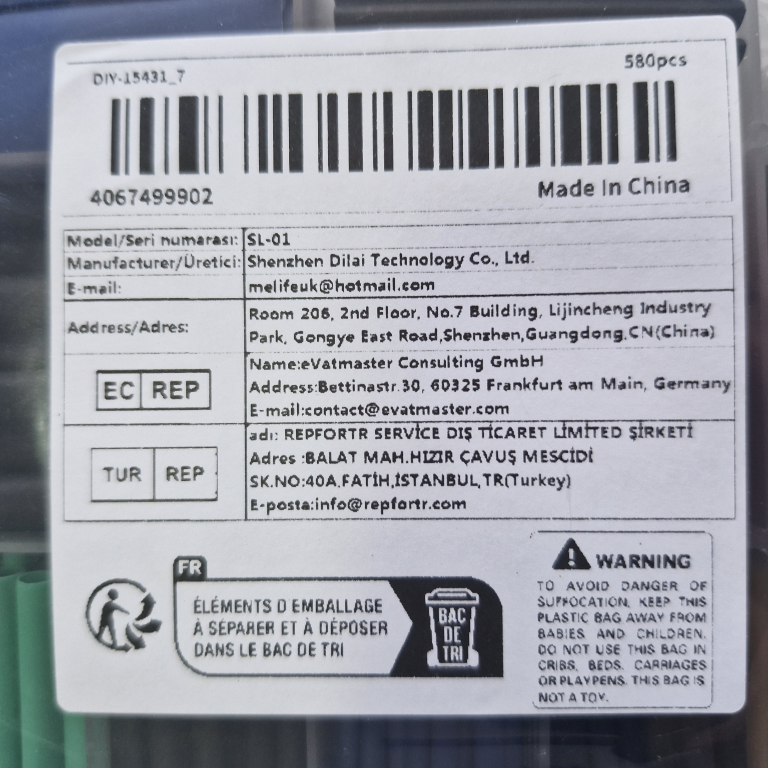 DIY-15431_7
580pcs
4067499902
Made In China
Model/Seri numarası: SL-01
Manufacturer/Üretici: Shenzhen Dilai Technology Co., Ltd.
E-mail: melifeuk@hotmail.com
Address/Adres: Room 206, 2nd Floor, No.7 Building, Lijincheng Industry
Park, Gongye East Road,Shenzhen,Guangdong,CN(China)
EC REP
Name:eVatmaster Consulting GmbH
Address:Bettinastr.30, 60325 Frankfurt am Main, Germany
E-mail:contact@evatmaster.com
TUR REP
adı: REPFORTR SERVİCE DIŞ TİCARET LİMİTED ŞİRKETİ
Adres :BALAT MAH.HIZIR ÇAVUŞ MESCİDİ
SK.NO:40A,FATİH,İSTANBUL,TR(Turkey)
E-posta:info@repfortr.com
FR
ÉLÉMENTS D EMBALLAGE
À SÉPARER ET À DÉPOSER
DANS LE BAC DE TRI
BAC
DE
TRI
WARNING
TO AVOID DANGER OF
SUFFOCATION, KEEP THIS
PLASTIC BAG AWAY FROM
BABIES AND CHILDREN.
DO NOT USE THIS BAG IN
CRIBS, BEDS, CARRIAGES
OR PLAYPENS. THIS BAG IS
NOT A TOY.